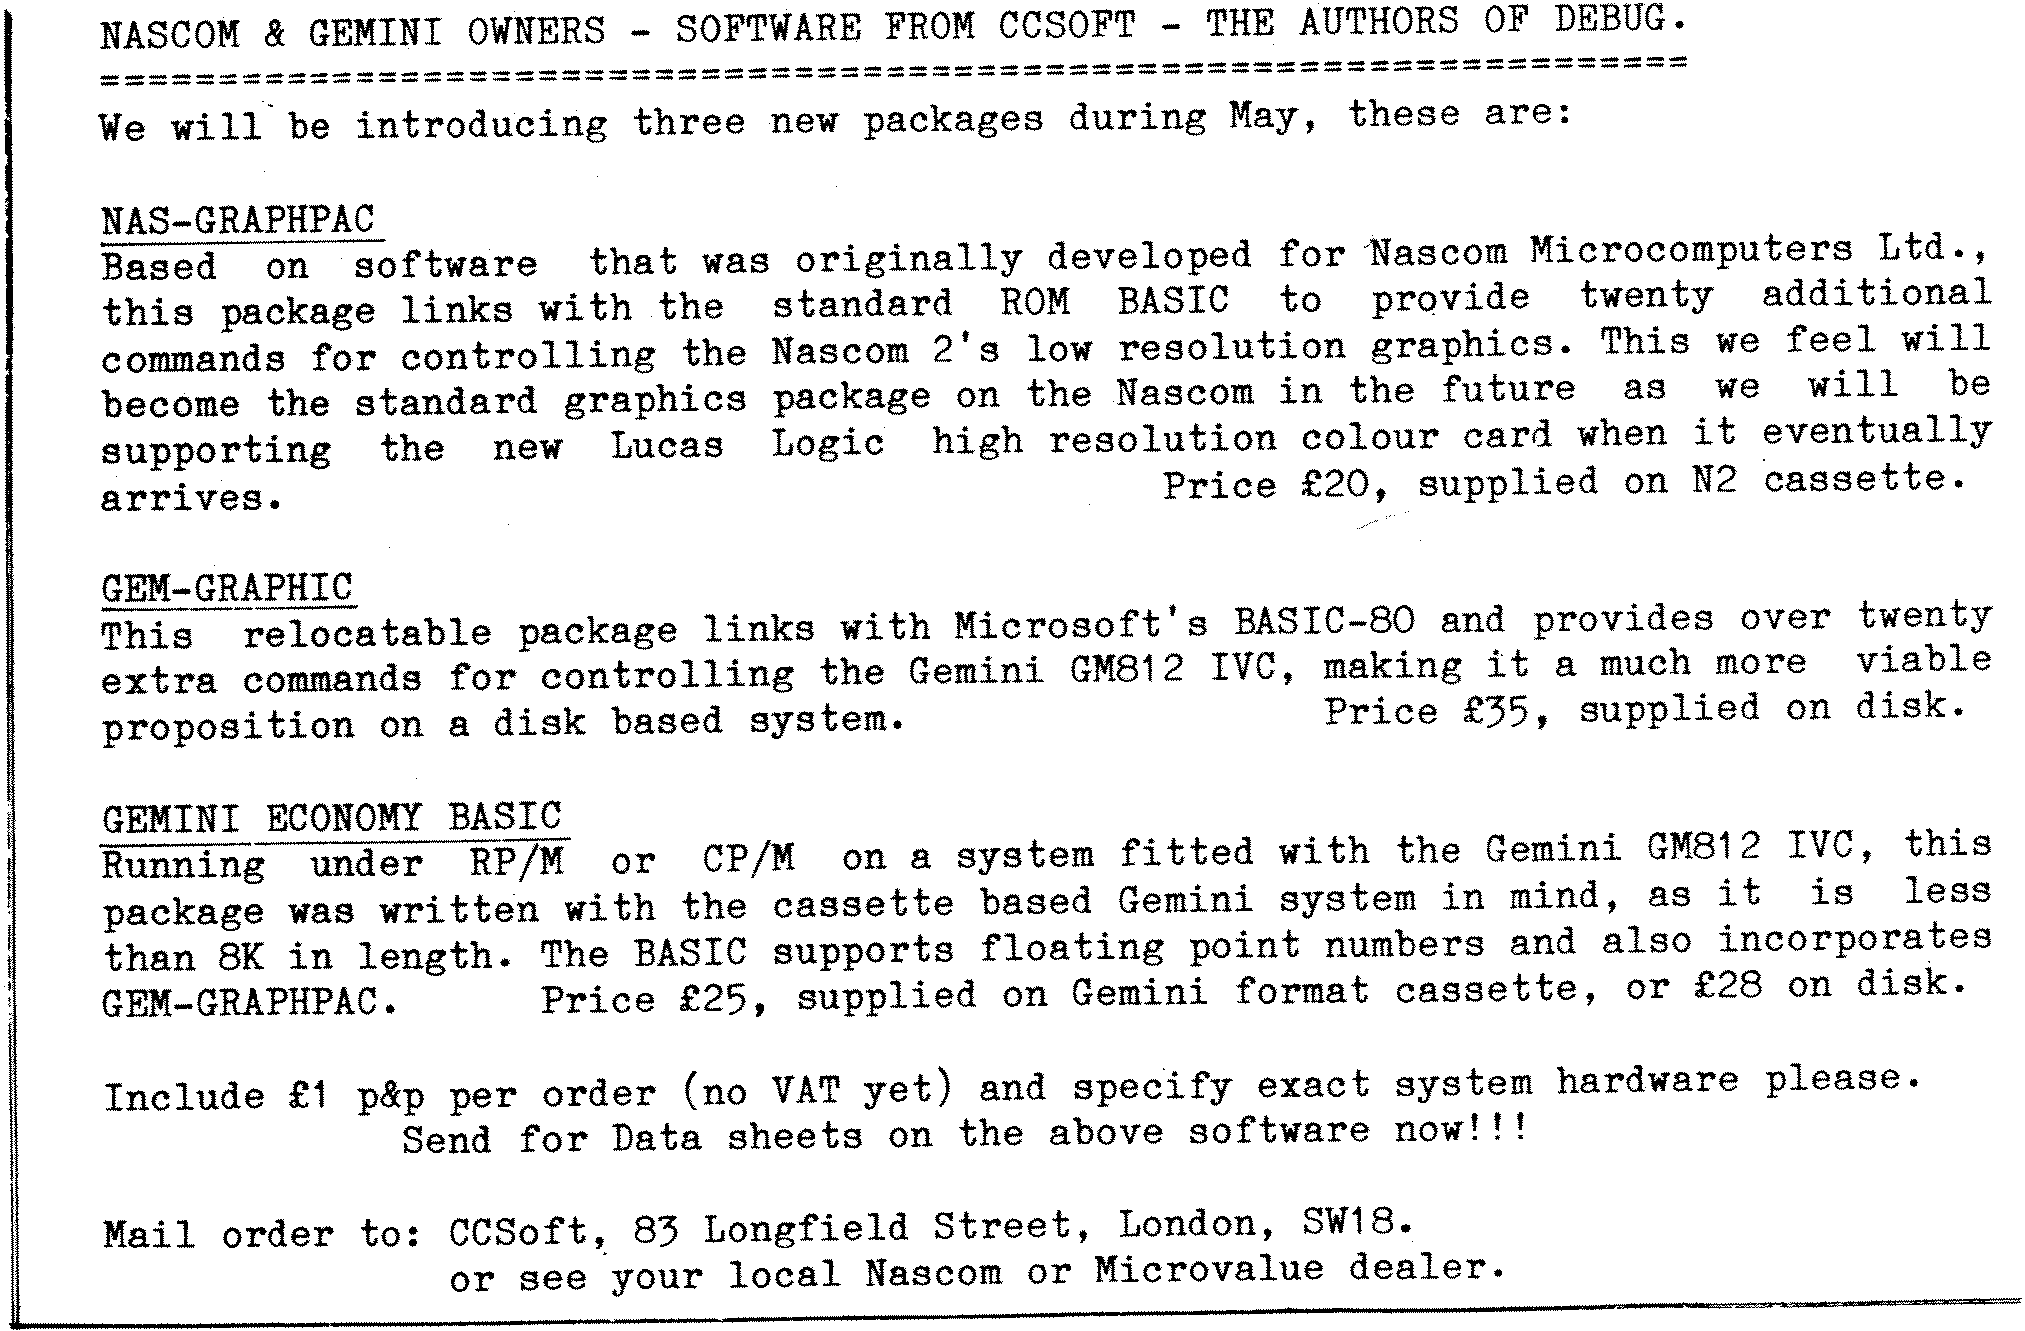 NASCOM & GEMINI OWNERS - SOFTWARE FROM CCSOFT - THE AUTHORS OF DEBUG.
=====================================================================
We will be introducing three new packages during May, these are:
NAS-GRAPHPAC
Based on software that was originally developed for Nascom Microcomputers Ltd.,
this package links with the standard ROM BASIC to provide twenty additional
commands for controlling the Nascom 2's low resolution graphics. This we feel will
become the standard graphics package on the Nascom in the future as we will be
supporting the new Lucas Logic high resolution colour card when it eventually
arrives. Price £20, supplied on N2 cassette.
GEM-GRAPHIC
This relocatable package links with Microsoft's BASIC-80 and provides over twenty
extra commands for controlling the Gemini GM812 IVC, making it a much more viable
proposition on a disk based system. Price £35, supplied on disk.
GEMINI ECONOMY BASIC
Running under RP/M or CP/M on a system fitted with the Gemini GM812 IVC, this
package was written with the cassette based Gemini system in mind, as it is less
than 8K in length. The BASIC supports floating point numbers and also incorporates
GEM-GRAPHPAC. Price £25, supplied on Gemini format cassette, or £28 on disk.
Include £1 p&p per order (no VAT yet) and specify exact system hardware please.
Send for Data sheets on the above software now!!!
Mail order to: CCSoft, 83 Longfield Street, London, SW18.
or see your local Nascom or Microvalue dealer.